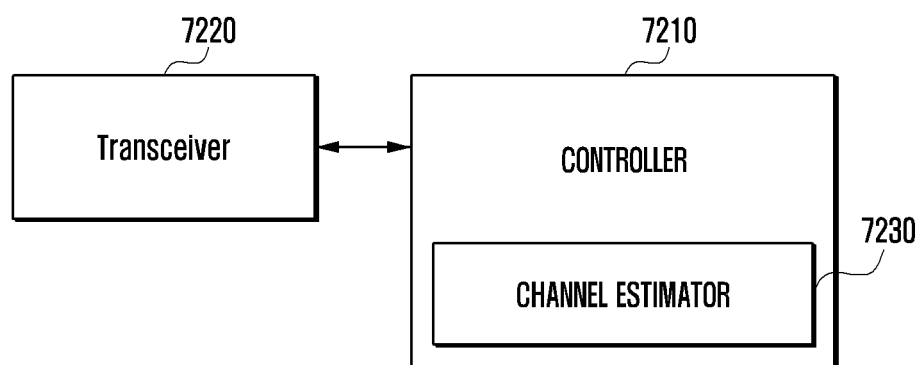 7220
7210
Transceiver
CONTROLLER
7230
CHANNEL ESTIMATOR